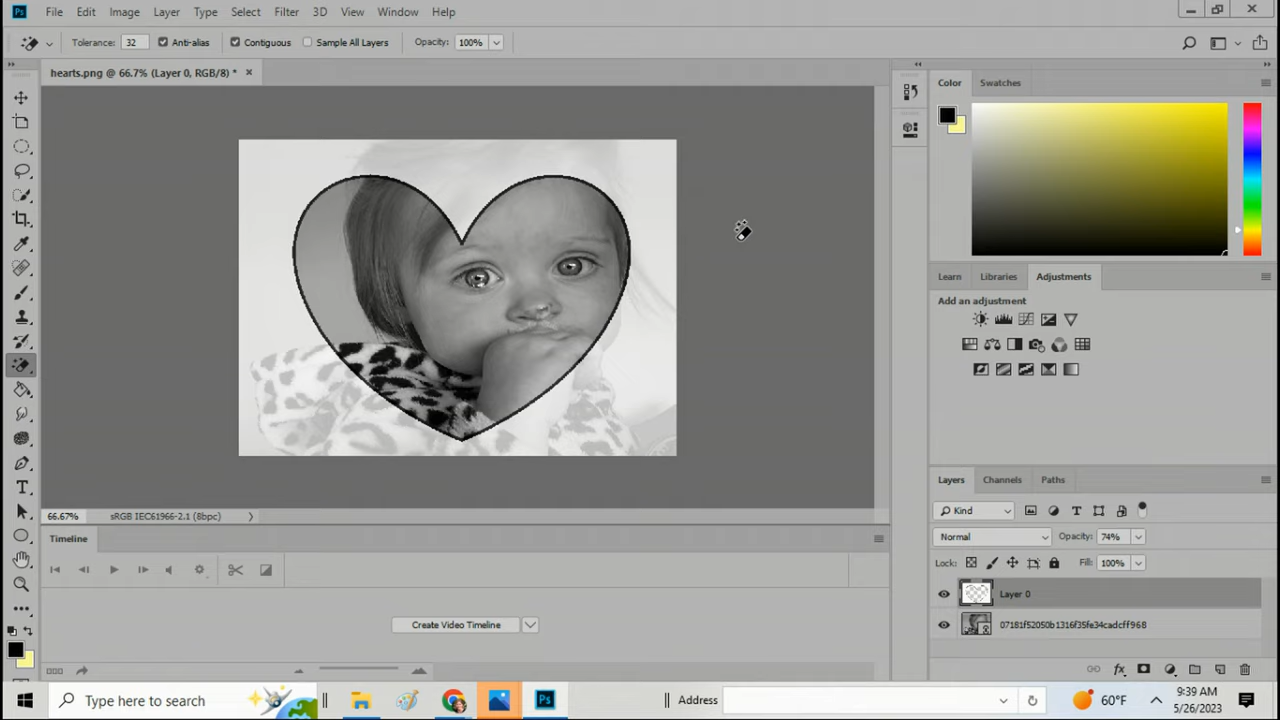 Ps File Edit Image Layer Type Select Filter 3D View Window Help
Tolerance: 32 Anti-alias Contiguous Sample All Layers Opacity: 100%
hearts.png @ 66.7% (Layer 0, RGB/8) *
Color Swatches
Learn Libraries Adjustments
Add an adjustment
Layers Channels Paths
Kind
Normal Opacity: 74%
Lock: Fill: 100%
Layer 0
07181f52050b1316f35fe34cadcff968
66.67% sRGB IEC61966-2.1 (8bpc)
Timeline
Create Video Timeline
Type here to search
Ps
Address
60°F
9:39 AM
5/26/2023